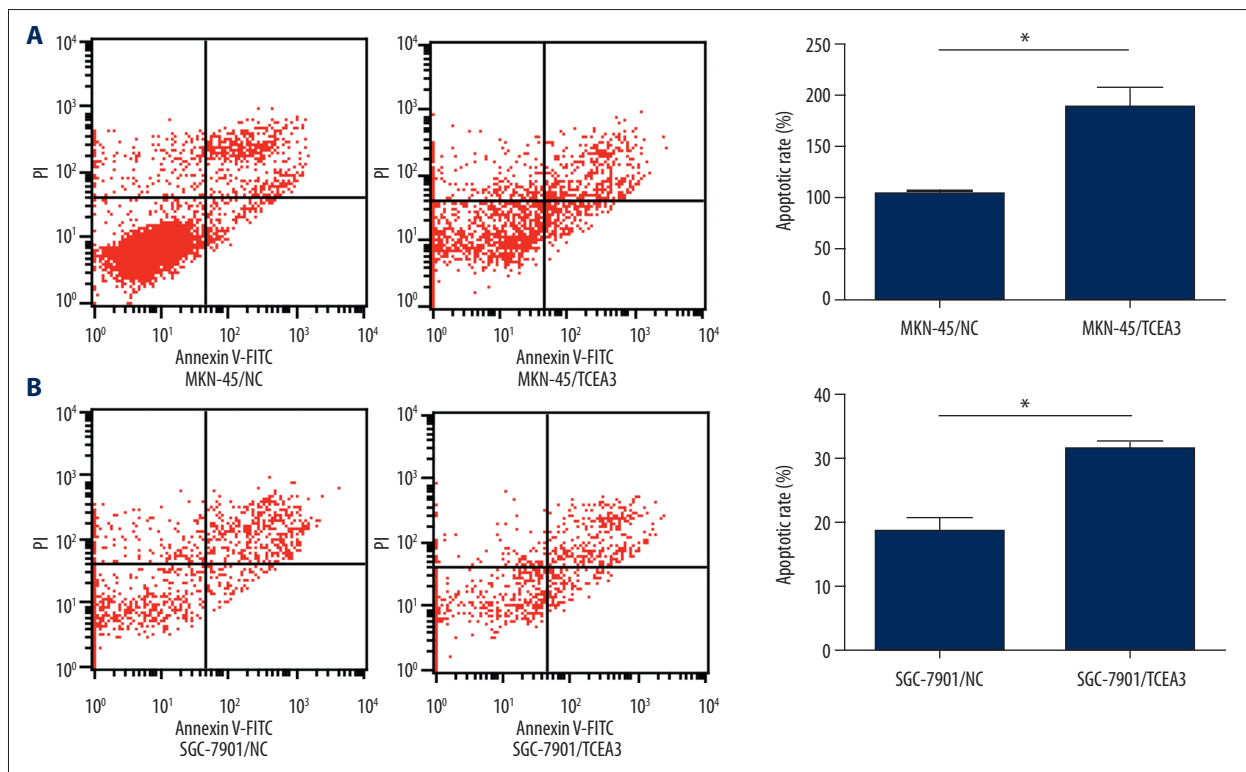 A
10⁴
10³
10²
10¹
10⁰
PI
10⁰ 10¹ 10² 10³ 10⁴
Annexin V-FITC
MKN-45/NC
10⁴
10³
10²
10¹
10⁰
PI
10⁰ 10¹ 10² 10³ 10⁴
Annexin V-FITC
MKN-45/TCEA3
250
200
150
100
50
0
Apoptotic rate (%)
*
MKN-45/NC MKN-45/TCEA3
B
10⁴
10³
10²
10¹
10⁰
PI
10⁰ 10¹ 10² 10³ 10⁴
Annexin V-FITC
SGC-7901/NC
10⁴
10³
10²
10¹
10⁰
PI
10⁰ 10¹ 10² 10³ 10⁴
Annexin V-FITC
SGC-7901/TCEA3
40
30
20
10
0
Apoptotic rate (%)
*
SGC-7901/NC SGC-7901/TCEA3